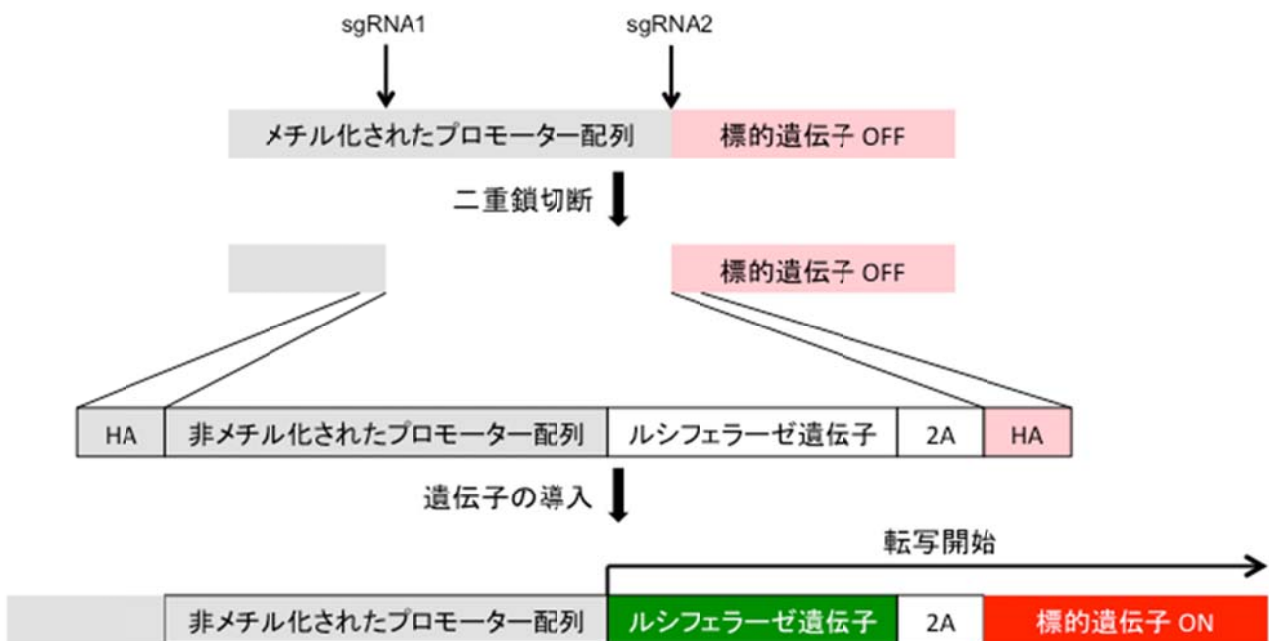 sgRNA1 sgRNA2
メチル化されたプロモーター配列 標的遺伝子 OFF
二重鎖切断
標的遺伝子 OFF
HA 非メチル化されたプロモーター配列 ルシフェラーゼ遺伝子 2A HA
遺伝子の導入
転写開始
非メチル化されたプロモーター配列 ルシフェラーゼ遺伝子 2A 標的遺伝子 ON